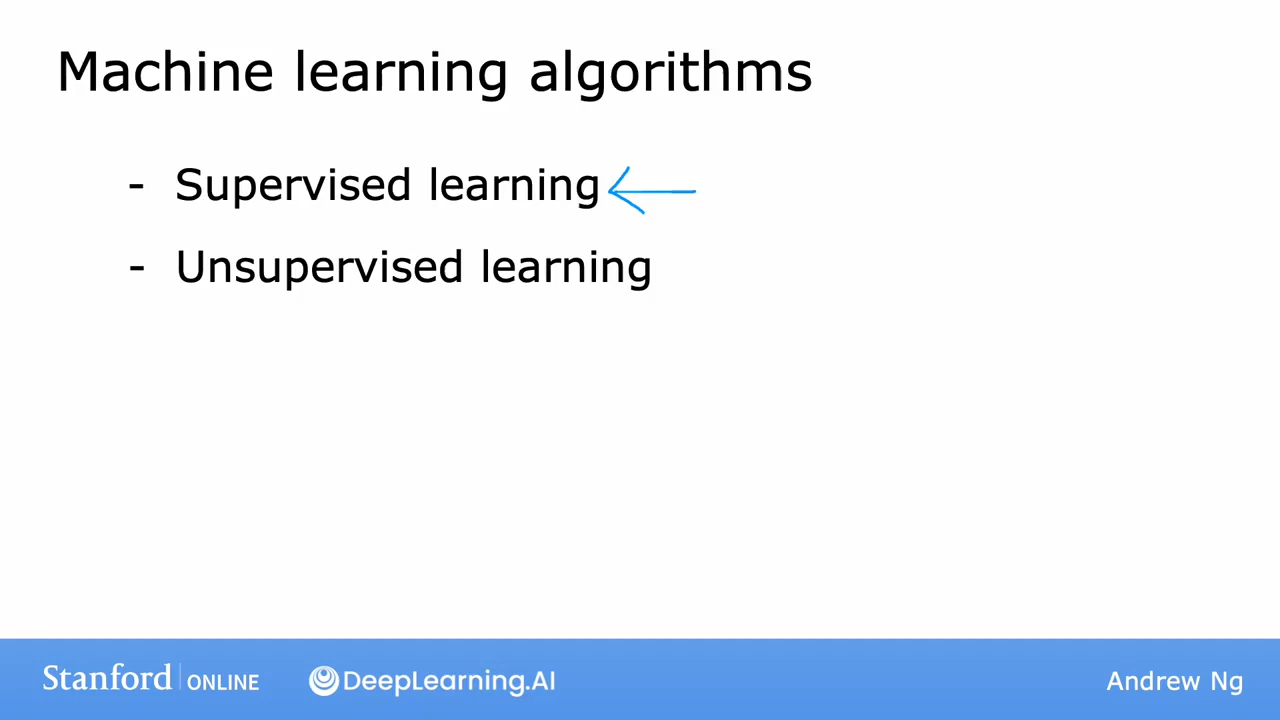 Machine learning algorithms
- Supervised learning
- Unsupervised learning
Stanford | ONLINE DeepLearning.AI Andrew Ng